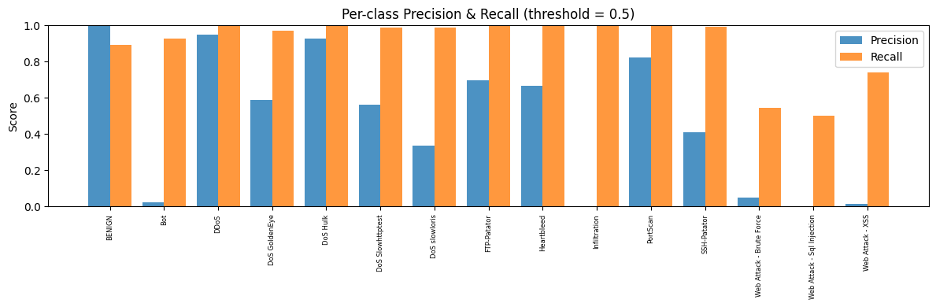 Per-class Precision & Recall (threshold = 0.5)
Precision
Recall
Score
1.0
0.8
0.6
0.4
0.2
0.0
BENIGN
Bot
DDoS
DoS GoldenEye
DoS Hulk
DoS Slowhttptest
DoS slowloris
FTP-Patator
Heartbleed
Infiltration
PortScan
SSH-Patator
Web Attack - Brute Force
Web Attack - Sql Injection
Web Attack - XSS